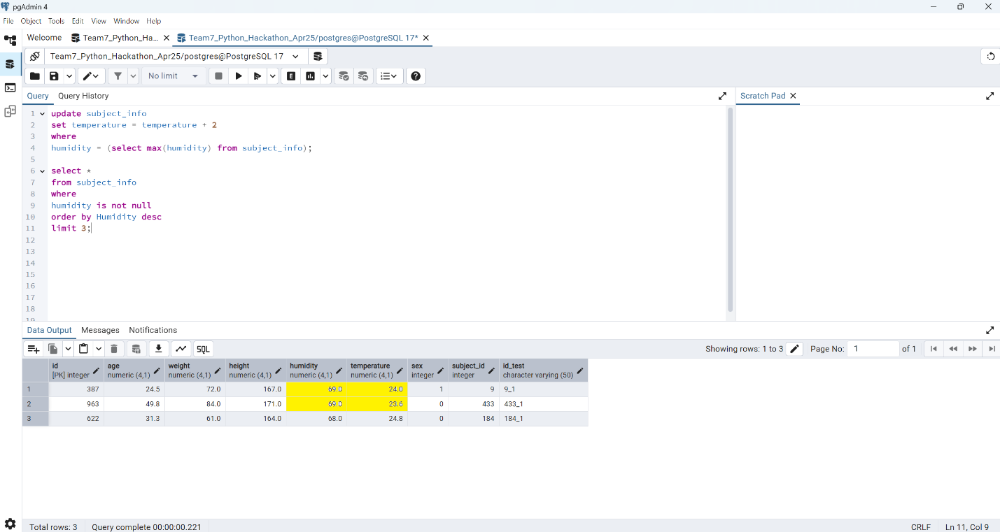 pgAdmin 4
File Object Tools Edit View Window Help
Welcome Team7_Python_Ha... Team7_Python_Hackathon_Apr25/postgres@PostgreSQL 17*
Team7_Python_Hackathon_Apr25/postgres@PostgreSQL 17
No limit
E
Query Query History Scratch Pad
1 update subject_info
2 set temperature = temperature + 2
3 where
4 humidity = (select max(humidity) from subject_info);
5
6 select *
7 from subject_info
8 where
9 humidity is not null
10 order by Humidity desc
11 limit 3;
12
13
14
15
16
17
18
19
Data Output Messages Notifications
SQL Showing rows: 1 to 3 Page No: 1 of 1
id age weight height humidity temperature sex subject_id id_test
[PK] integer numeric (4,1) numeric (4,1) numeric (4,1) numeric (4,1) numeric (4,1) integer integer character varying (50)
1 387 24.5 72.0 167.0 69.0 24.0 1 9 9_1
2 963 49.8 84.0 171.0 69.0 23.6 0 433 433_1
3 622 31.3 61.0 164.0 68.0 24.8 0 184 184_1
Total rows: 3 Query complete 00:00:00.221 CRLF Ln 11, Col 9